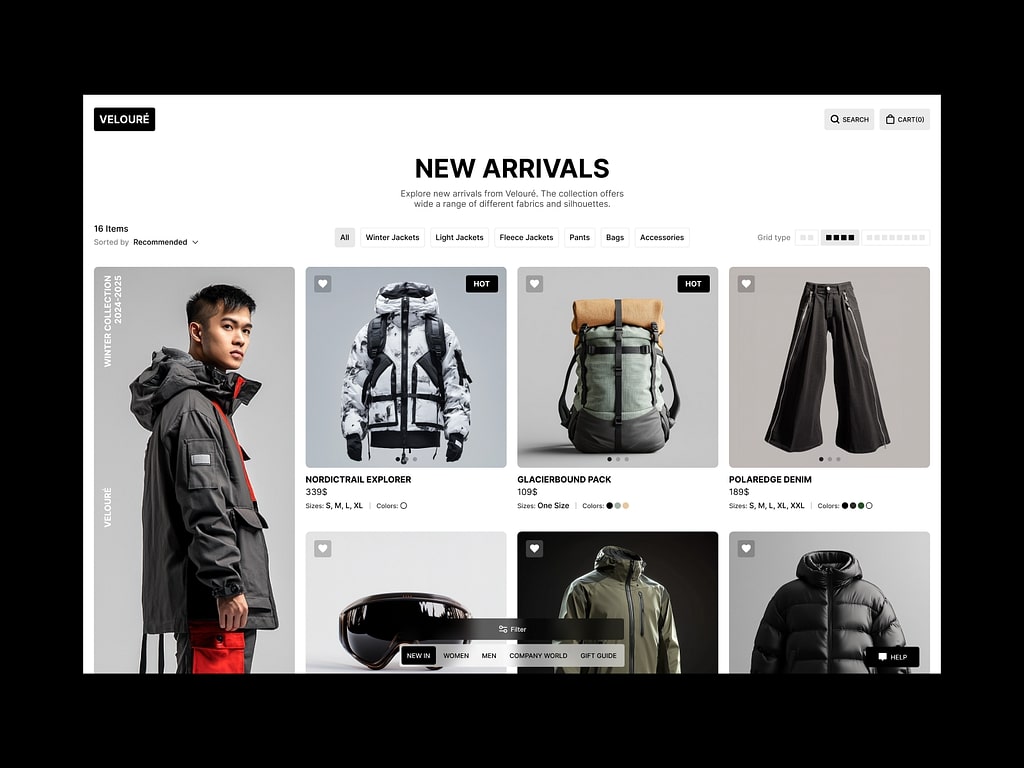 VELOURÉ
SEARCH
CART(0)
NEW ARRIVALS
Explore new arrivals from Velouré. The collection offers
wide a range of different fabrics and silhouettes.
16 Items
Sorted by Recommended
All
Winter Jackets
Light Jackets
Fleece Jackets
Pants
Bags
Accessories
Grid type
WINTER COLLECTION
2024-2025
VELOURÉ
HOT
NORDICTRAIL EXPLORER
339$
Sizes: S, M, L, XL | Colors:
HOT
GLACIERBOUND PACK
109$
Sizes: One Size | Colors:
POLAREDGE DENIM
189$
Sizes: S, M, L, XL, XXL | Colors:
Filter
NEW IN
WOMEN
MEN
COMPANY WORLD
GIFT GUIDE
HELP